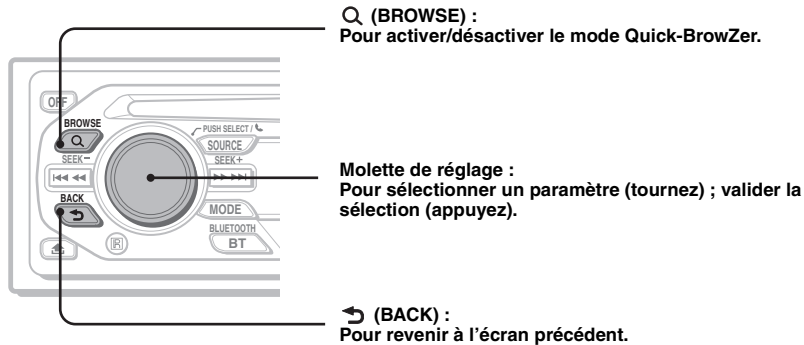 (BROWSE) :
Pour activer/désactiver le mode Quick-BrowZer.
OFF
BROWSE
PUSH SELECT /
SOURCE
SEEK –
SEEK +
Molette de réglage :
Pour sélectionner un paramètre (tournez) ; valider la
sélection (appuyez).
BACK
MODE
BLUETOOTH
BT
R
(BACK) :
Pour revenir à l'écran précédent.